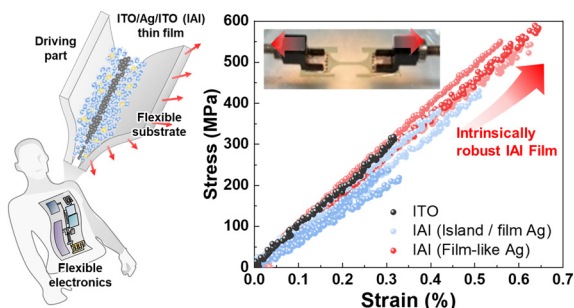 ITO/Ag/ITO (IAI)
thin film
Driving
part
Flexible
substrate
Flexible
electronics
Stress (MPa)
600
500
400
300
200
100
0
Intrinsically
robust IAI Film
ITO
IAI (Island / film Ag)
IAI (Film-like Ag)
0.0 0.1 0.2 0.3 0.4 0.5 0.6 0.7
Strain (%)